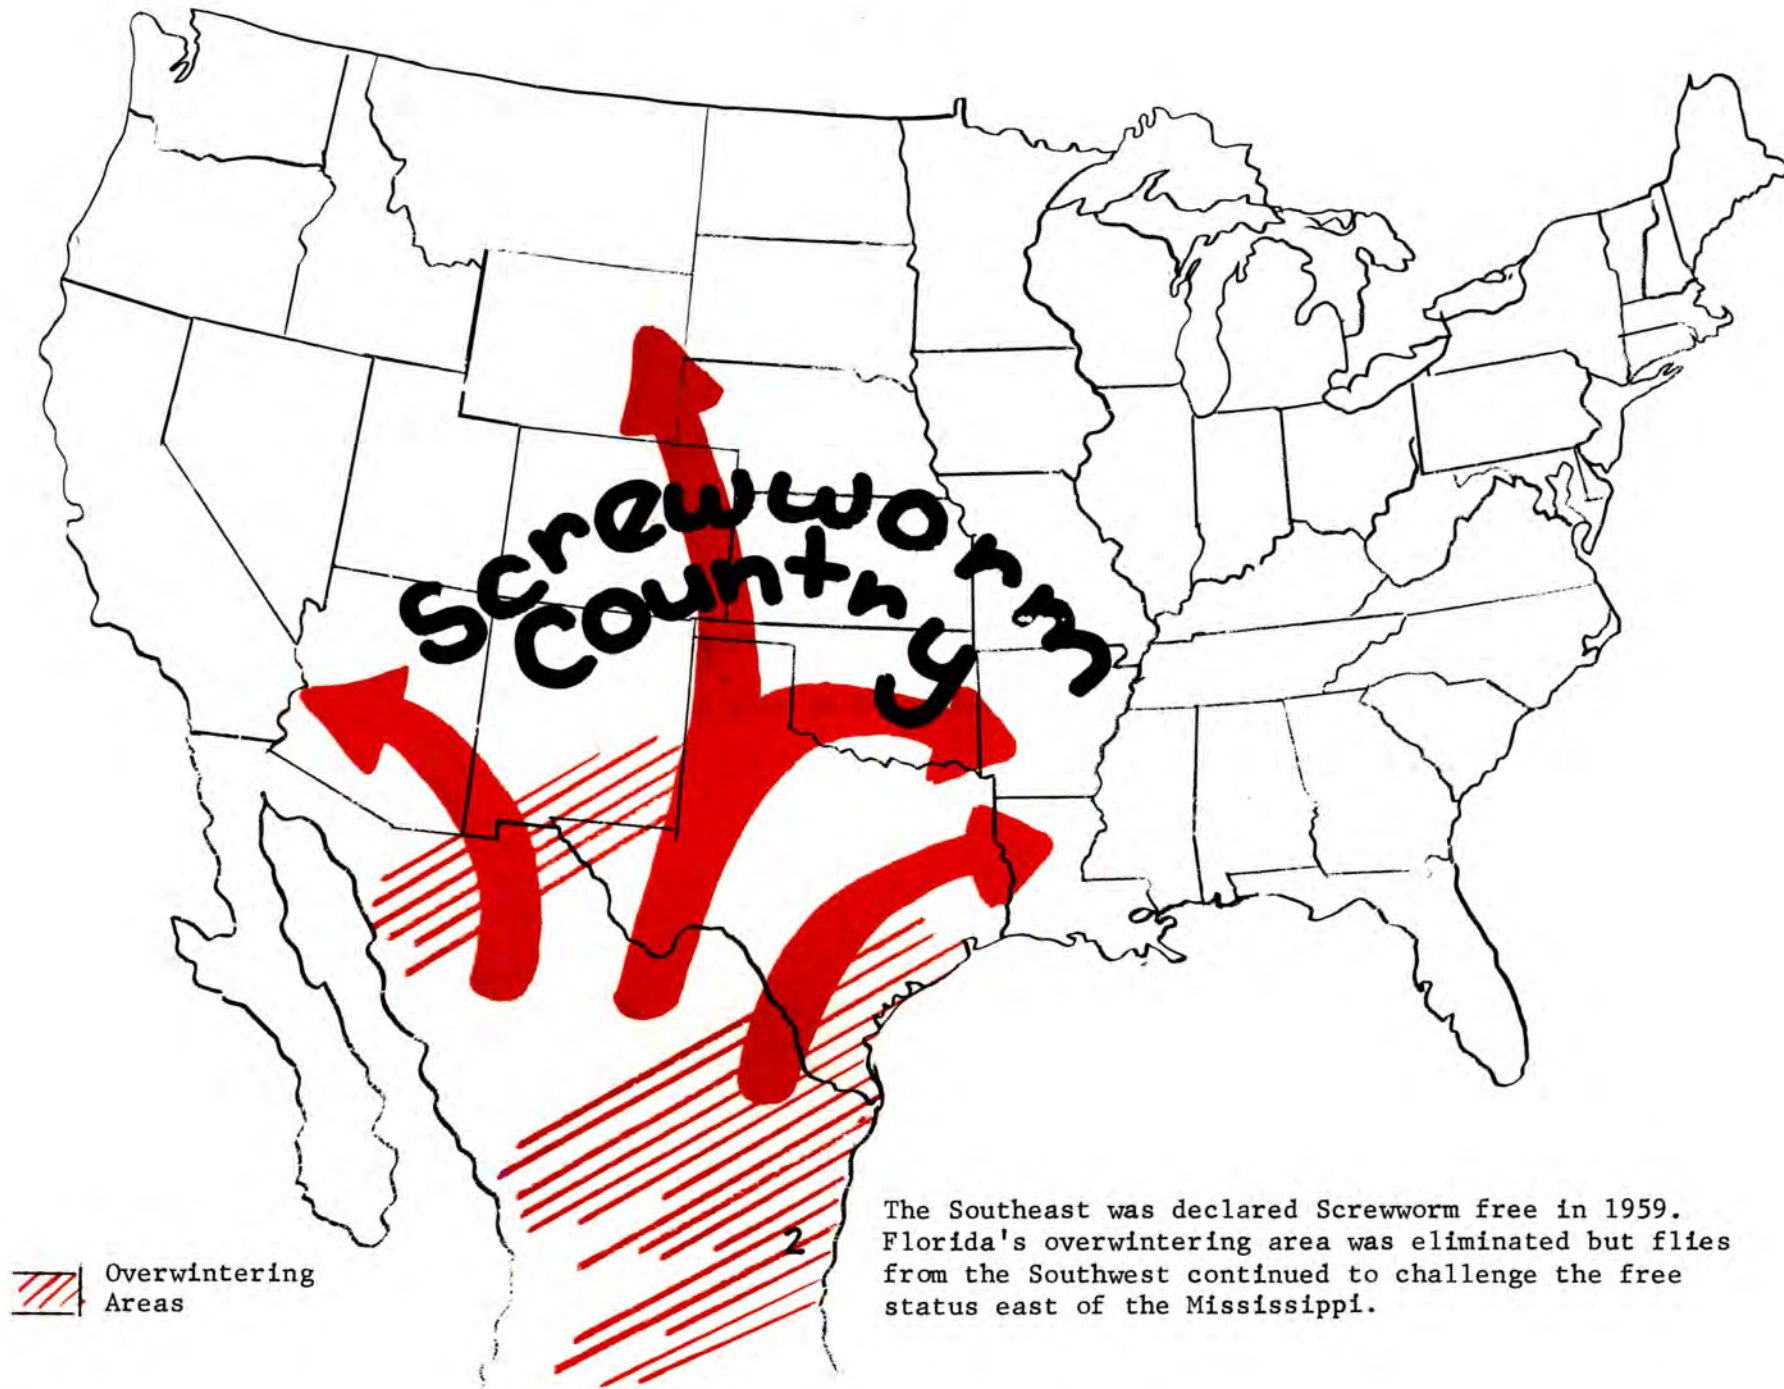 Screwworm
Country
2
The Southeast was declared Screwworm free in 1959.
Florida's overwintering area was eliminated but flies
from the Southwest continued to challenge the free
status east of the Mississippi.
Overwintering
Areas